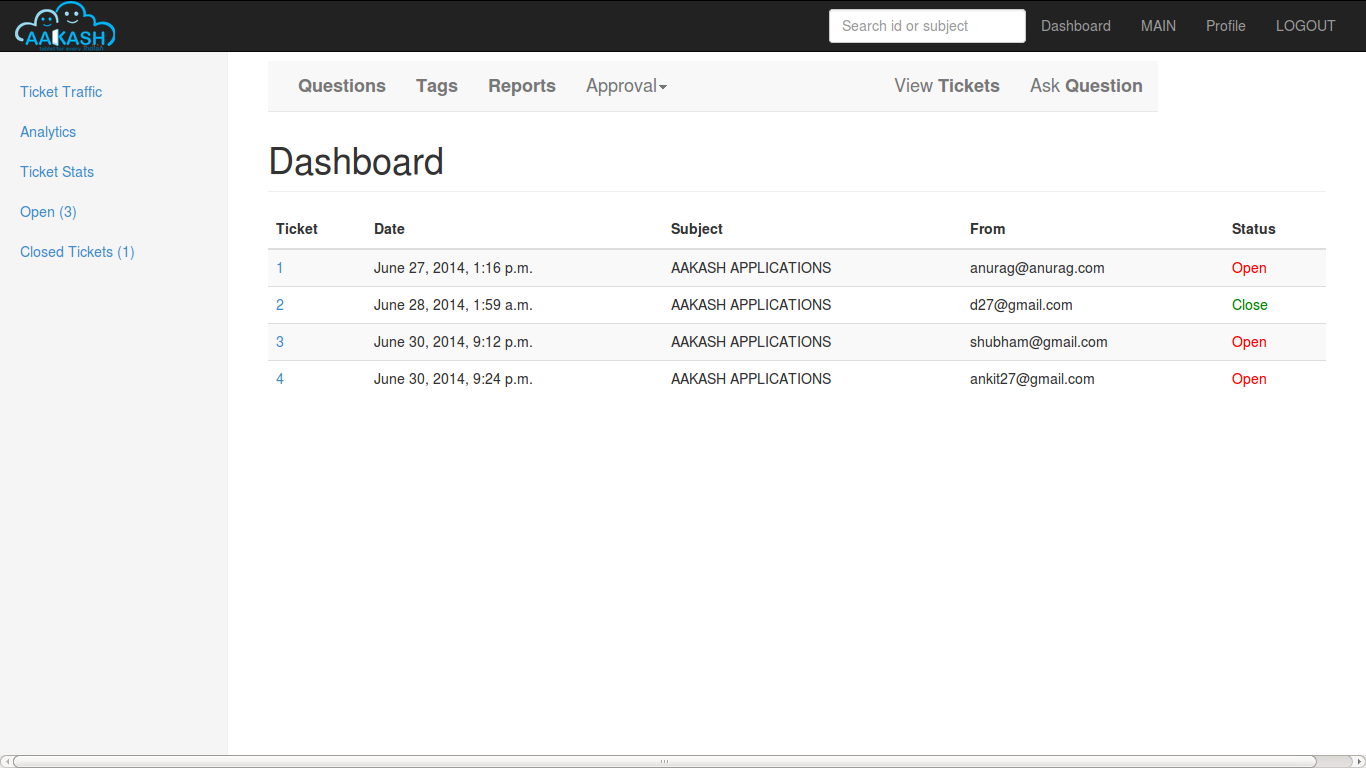 AAKASH
Search id or subject Dashboard MAIN Profile LOGOUT
Ticket Traffic
Analytics
Ticket Stats
Open (3)
Closed Tickets (1)
Questions Tags Reports Approval View Tickets Ask Question
Dashboard
Ticket Date Subject From Status
1 June 27, 2014, 1:16 p.m. AAKASH APPLICATIONS anurag@anurag.com Open
2 June 28, 2014, 1:59 a.m. AAKASH APPLICATIONS d27@gmail.com Close
3 June 30, 2014, 9:12 p.m. AAKASH APPLICATIONS shubham@gmail.com Open
4 June 30, 2014, 9:24 p.m. AAKASH APPLICATIONS ankit27@gmail.com Open